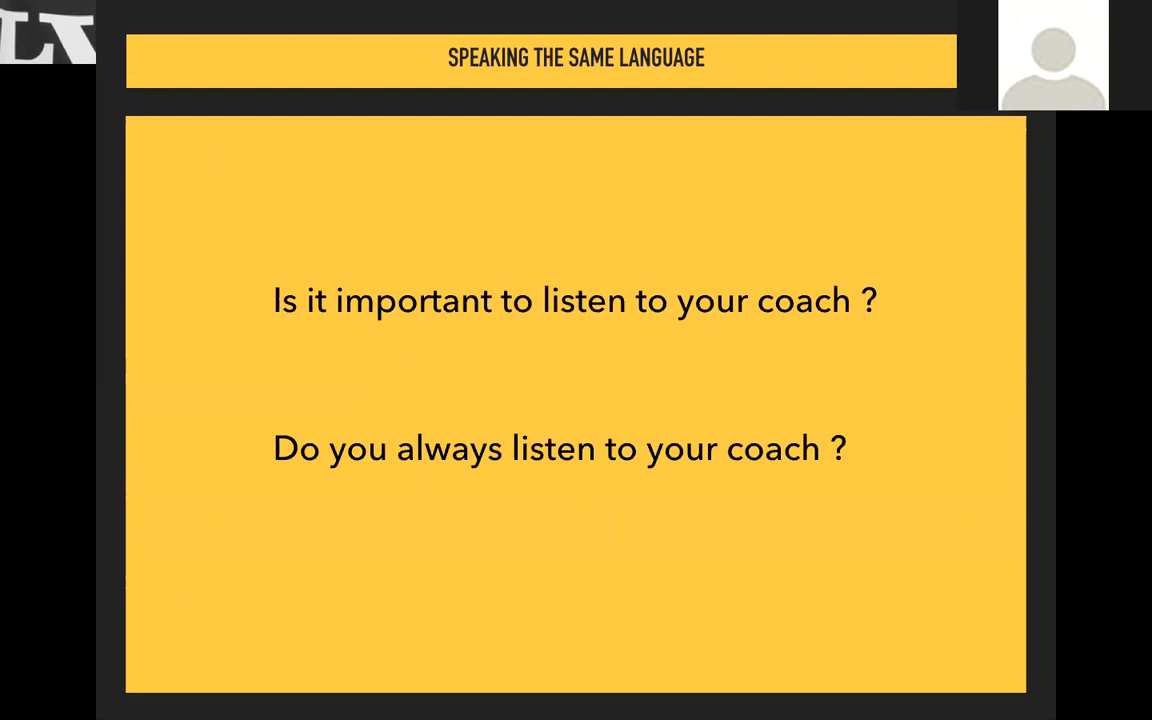 SPEAKING THE SAME LANGUAGE
Is it important to listen to your coach ?
Do you always listen to your coach ?